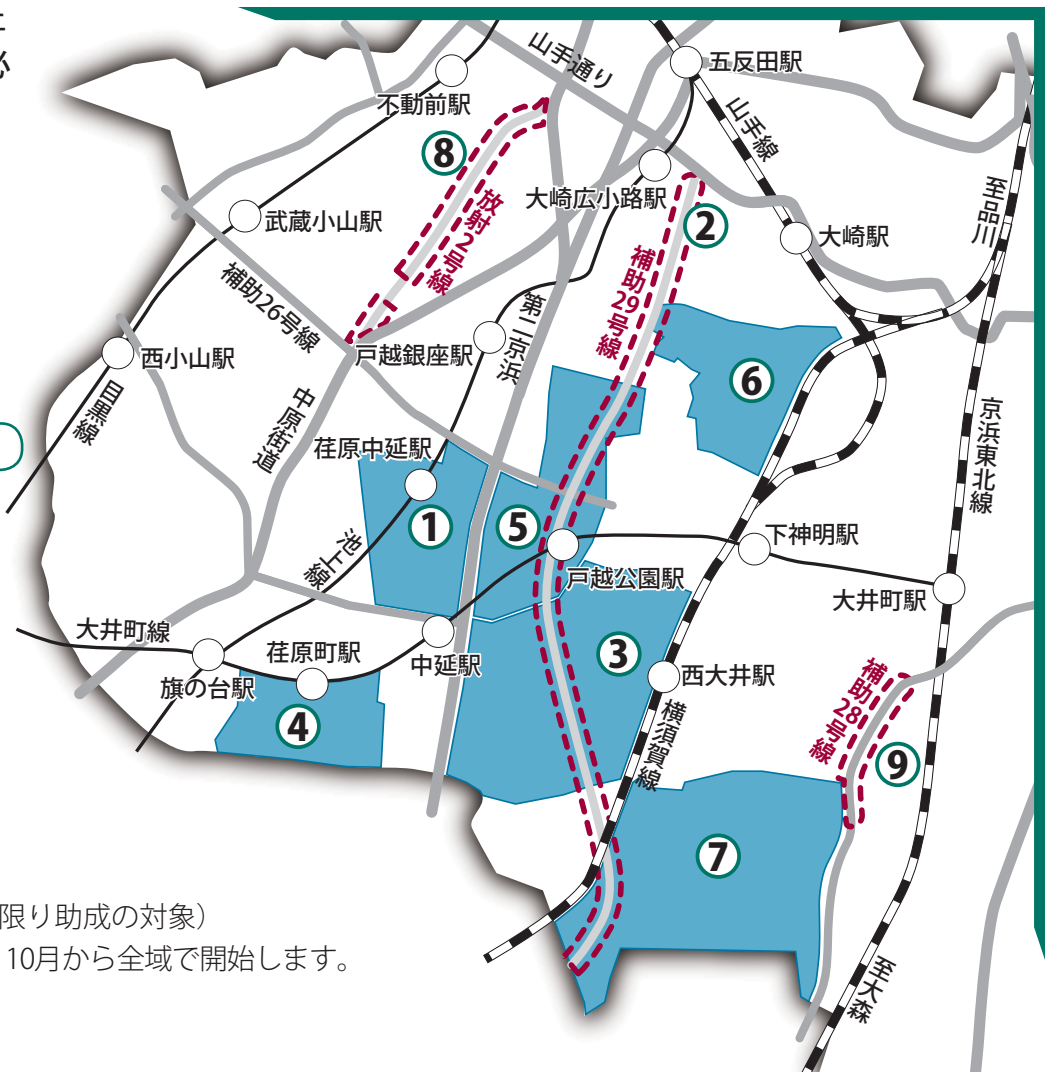 必
山手通り
五反田駅
不動前駅
山手線
⑧
大崎広小路駅
至品川
放射2号線
②
武蔵小山駅
大崎駅
補助29号線
補助26号線
第二京浜
戸越銀座駅
西小山駅
⑥
目黒線
中原街道
京浜東北線
荏原中延駅
①
⑤
下神明駅
池上線
戸越公園駅
大井町駅
大井町線
荏原町駅
中延駅
③
旗の台駅
西大井駅
補助28号線
④
横須賀線
⑨
⑦
限り助成の対象）
10月から全域で開始します。
至大森